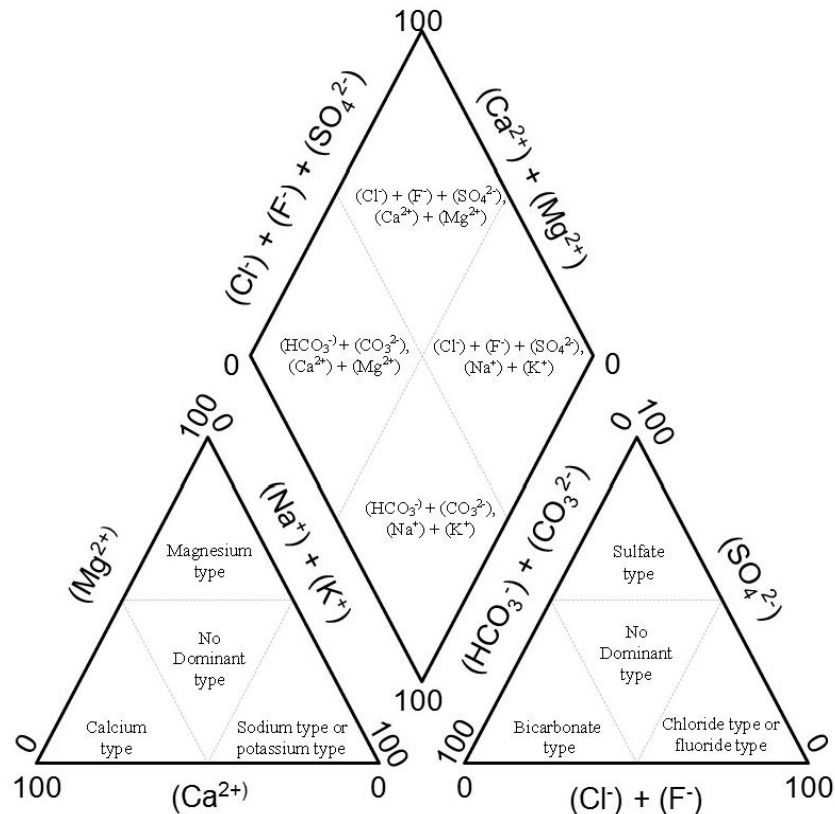 100
(Cl⁻) + (F⁻) + (SO₄²⁻)
(Ca²⁺) + (Mg²⁺)
(Cl⁻) + (F⁻) + (SO₄²⁻),
(Ca²⁺) + (Mg²⁺)
(HCO₃⁻) + (CO₃²⁻),
(Ca²⁺) + (Mg²⁺)
(Cl⁻) + (F⁻) + (SO₄²⁻),
(Na⁺) + (K⁺)
0
0
(HCO₃⁻) + (CO₃²⁻),
(Na⁺) + (K⁺)
100
100
0
(Mg²⁺)
(Na⁺) + (K⁺)
Magnesium
type
No
Dominant
type
Calcium
type
Sodium type or
potassium type
0
100
100
0
(Ca²⁺)
0
100
(HCO₃⁻) + (CO₃²⁻)
(SO₄²⁻)
Sulfate
type
No
Dominant
type
Bicarbonate
type
Chloride type or
fluoride type
100
0
0
100
(Cl⁻) + (F⁻)